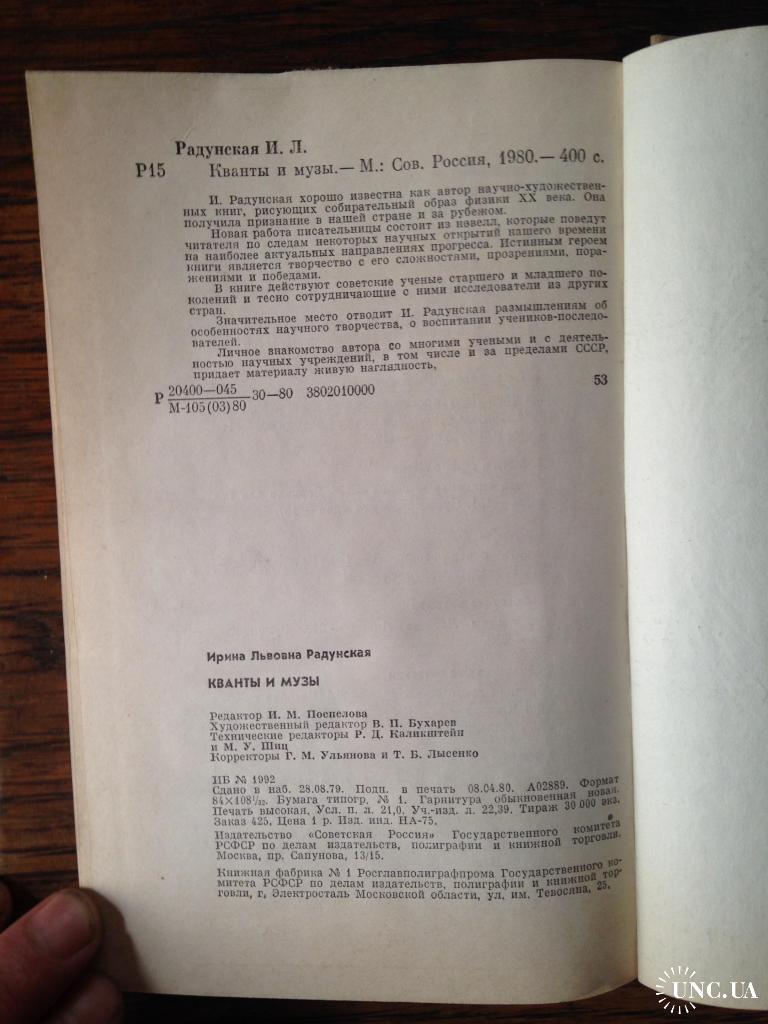 Радунская И. Л.
Р15 Кванты и музы.— М.: Сов. Россия, 1980.— 400 с.
И. Радунская хорошо известна как автор научно-художествен-
ных книг, рисующих собирательный образ физики XX века. Она
получила признание в нашей стране и за рубежом.
Новая работа писательницы состоит из новелл, которые поведут
читателя по следам некоторых научных открытий нашего времени
на наиболее актуальных направлениях прогресса. Истинным героем
книги является творчество с его сложностями, прозрениями, пора-
жениями и победами.
В книге действуют советские ученые старшего и младшего по-
колений и тесно сотрудничающие с ними исследователи из других
стран.
Значительное место отводит И. Радунская размышлениям об
особенностях научного творчества, о воспитании учеников-последо-
вателей.
Личное знакомство автора со многими учеными и с деятель-
ностью научных учреждений, в том числе и за пределами СССР,
придает материалу живую наглядность.
Р 20400—045
М-105(03)80 30—80 3802010000 53
Ирина Львовна Радунская
КВАНТЫ И МУЗЫ
Редактор И. М. Поспелова
Художественный редактор В. П. Бухарев
Технические редакторы Р. Д. Каликштейн
и М. У. Шиц
Корректоры Г. М. Ульянова и Т. Б. Лысенко
ИБ № 1992
Сдано в наб. 28.08.79. Подп. в печать 08.04.80. А02889. Формат
84×108¹/₃₂. Бумага типогр. № 1. Гарнитура обыкновенная новая.
Печать высокая. Усл. п. л. 21,0. Уч.-изд. л. 22,39. Тираж 30 000 экз.
Заказ 425. Цена 1 р. Изд. инд. НА-75.
Издательство «Советская Россия» Государственного комитета
РСФСР по делам издательств, полиграфии и книжной торговли.
Москва, пр. Сапунова, 13/15.
Книжная фабрика № 1 Росглавполиграфпрома Государственного ко-
митета РСФСР по делам издательств, полиграфии и книжной тор-
говли, г. Электросталь Московской области, ул. им. Тевосяна, 25.
UNC.UA